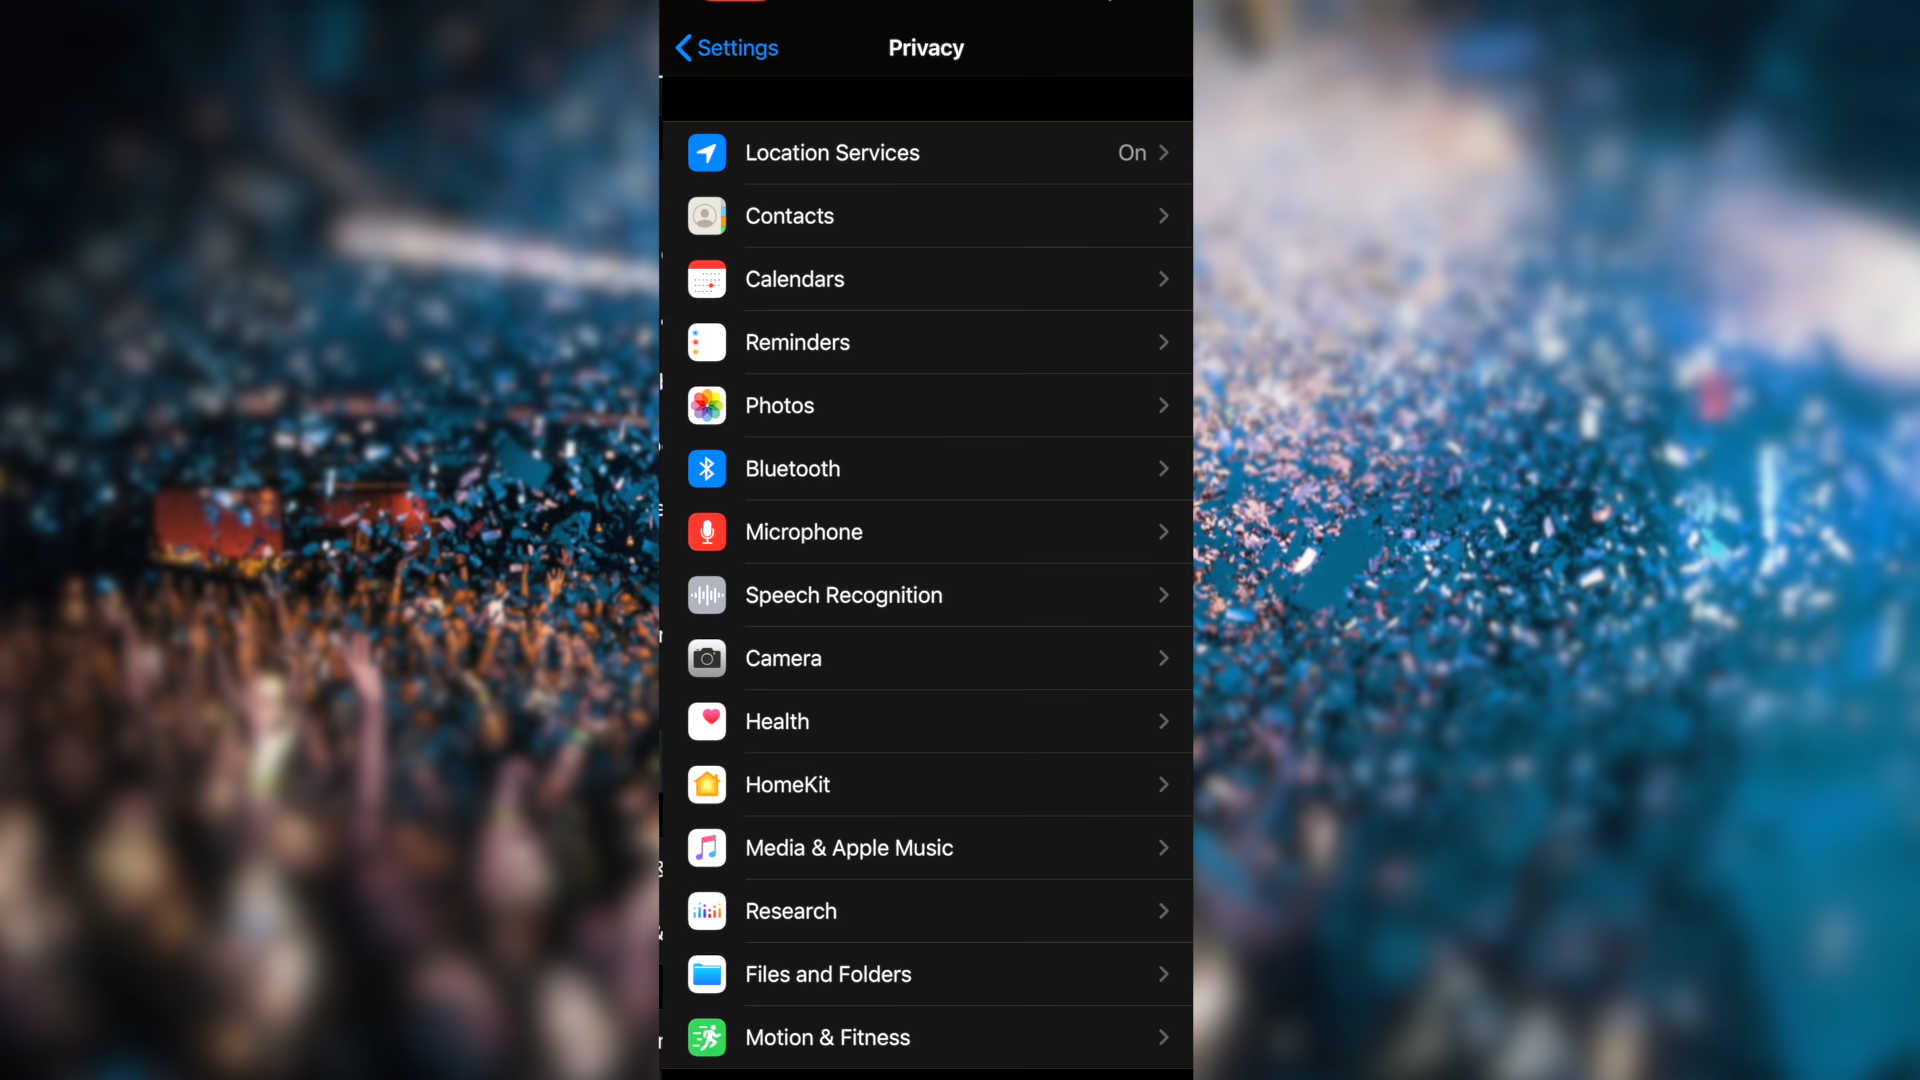 Settings
Privacy
Location Services On
Contacts
Calendars
Reminders
Photos
Bluetooth
Microphone
Speech Recognition
Camera
Health
HomeKit
Media & Apple Music
Research
Files and Folders
Motion & Fitness